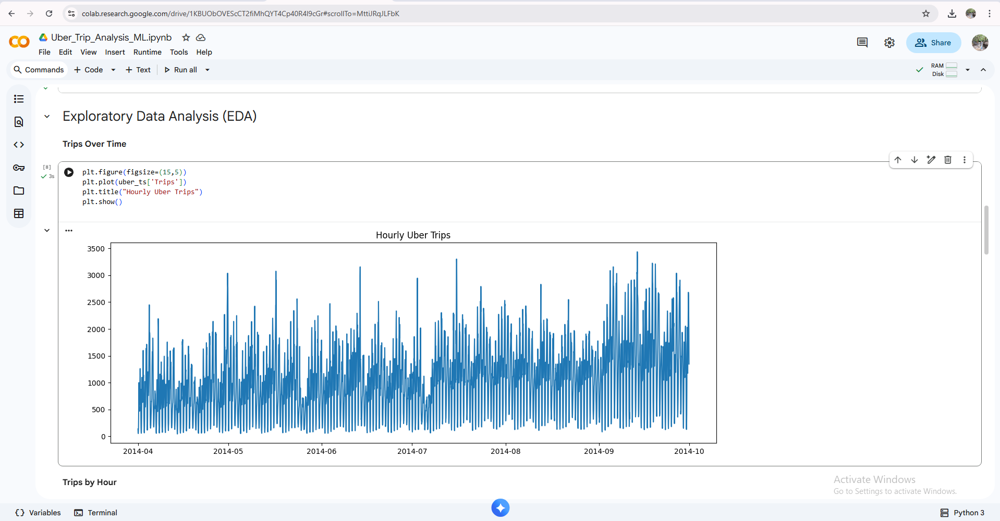 colab.research.google.com/drive/1KBUObOVEScCT2fiMhQYT4Cp40R4I9cGr#scrollTo=MttiJRqJLFbK
Uber_Trip_Analysis_ML.ipynb
File Edit View Insert Runtime Tools Help
Share
Commands + Code + Text Run all
RAM
Disk
Exploratory Data Analysis (EDA)
Trips Over Time
[8]
3s
plt.figure(figsize=(15,5))
plt.plot(uber_ts['Trips'])
plt.title("Hourly Uber Trips")
plt.show()
Hourly Uber Trips
3500
3000
2500
2000
1500
1000
500
0
2014-04 2014-05 2014-06 2014-07 2014-08 2014-09 2014-10
Trips by Hour
Activate Windows
Go to Settings to activate Windows.
Variables Terminal
Python 3